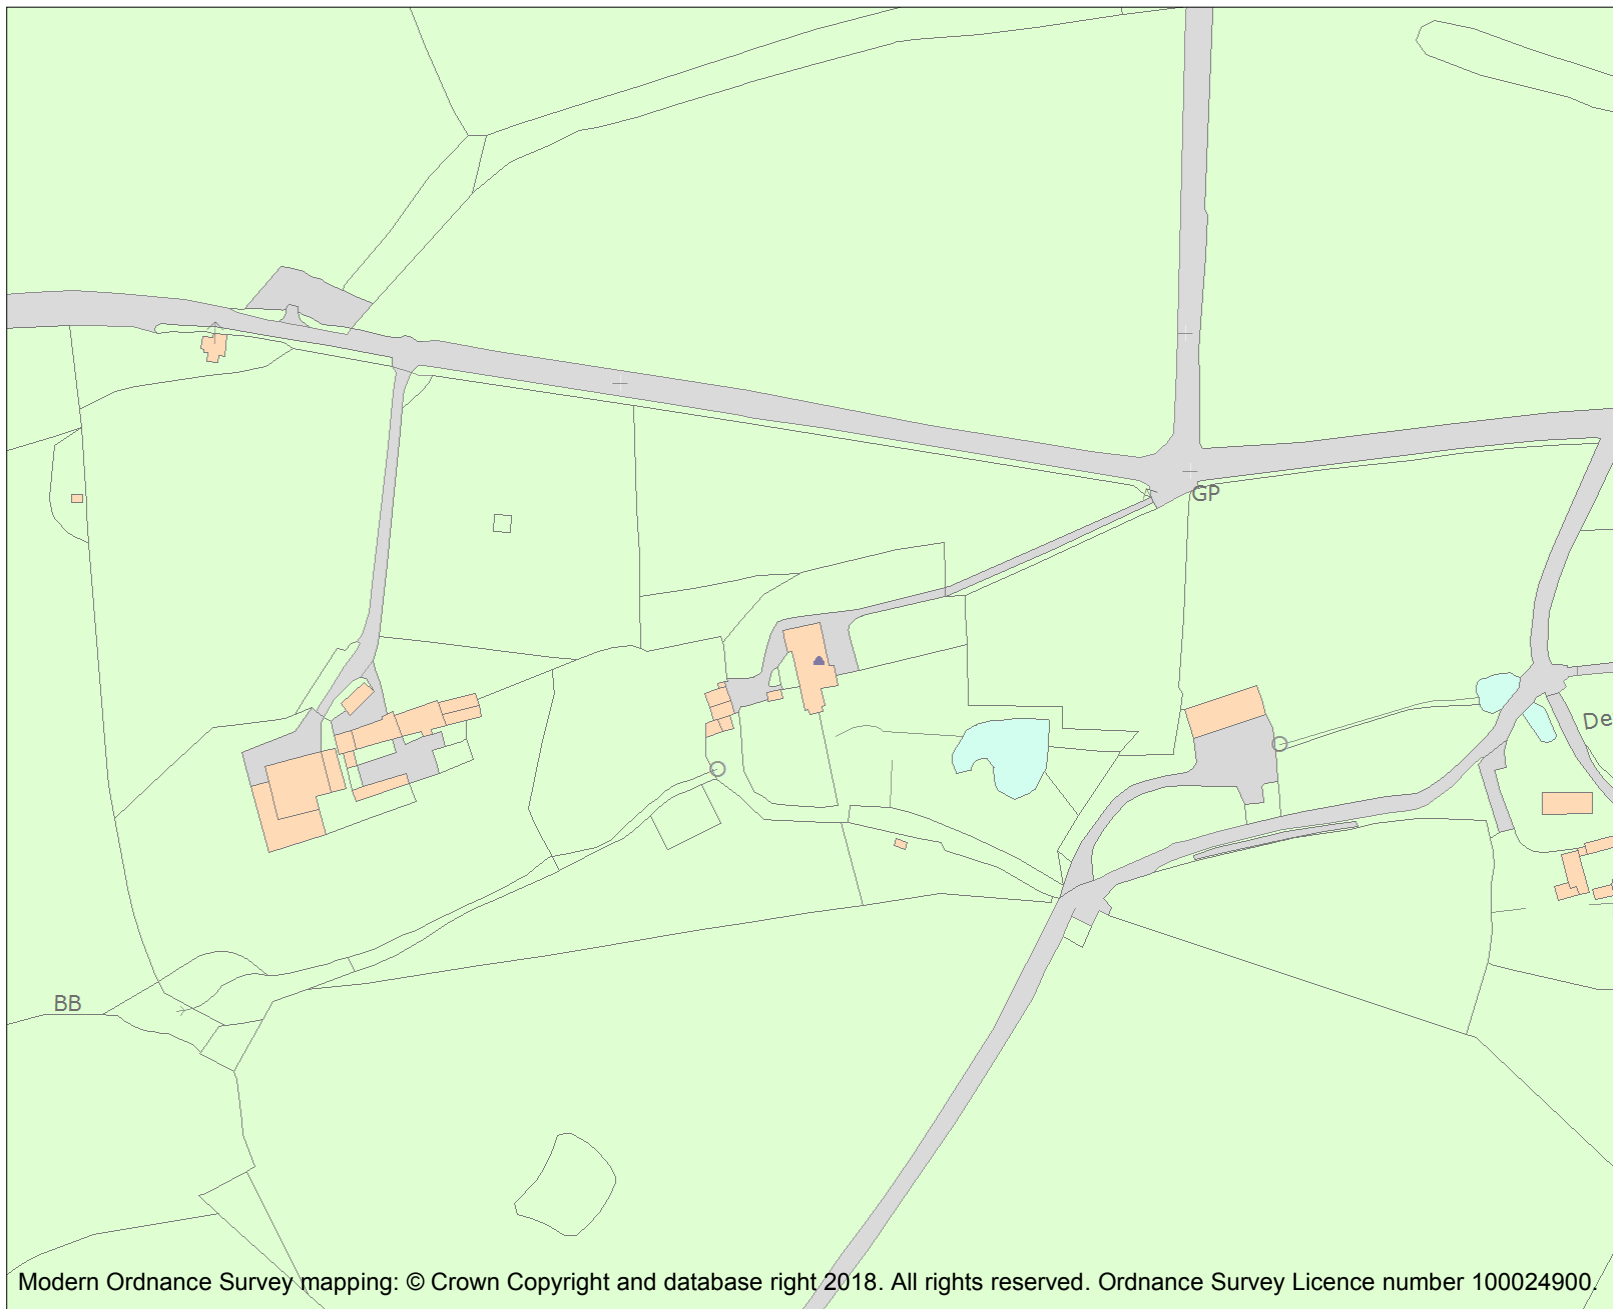 GP
De
BB
Modern Ordnance Survey mapping: © Crown Copyright and database right 2018. All rights reserved. Ordnance Survey Licence number 100024900.